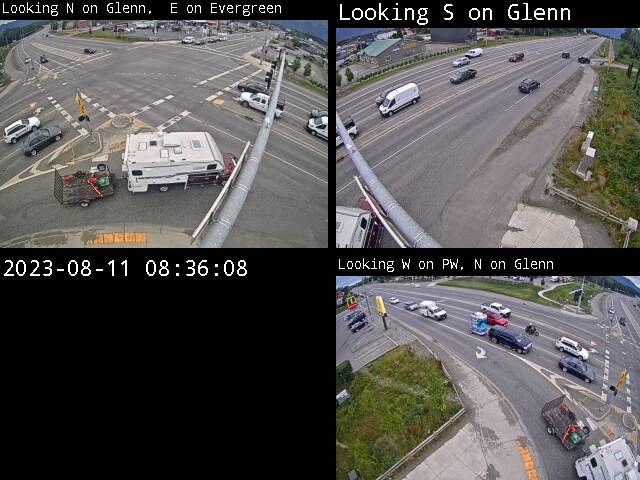 Looking N on Glenn,  E on Evergreen
Looking S on Glenn
2023-08-11 08:36:08
Looking W on PW, N on Glenn